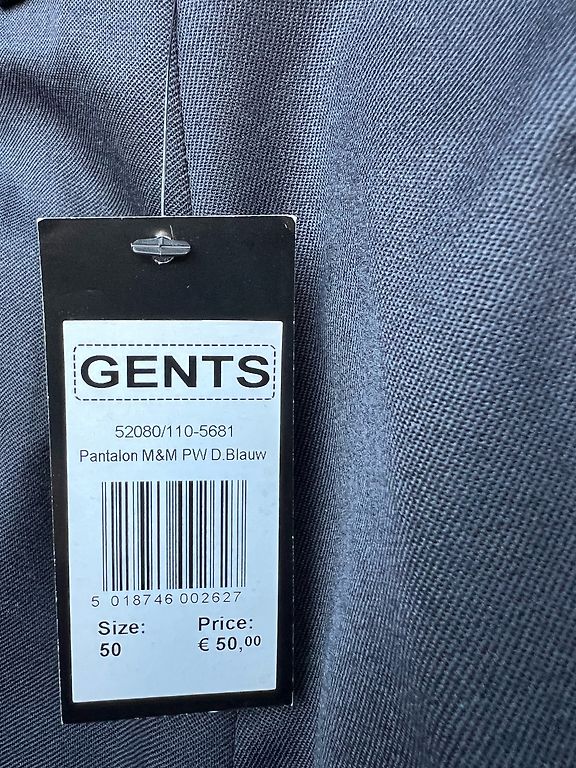 GENTS
52080/110-5681
Pantalon M&M PW D.Blauw
5 018746 002627
Size: Price:
50 € 50,00